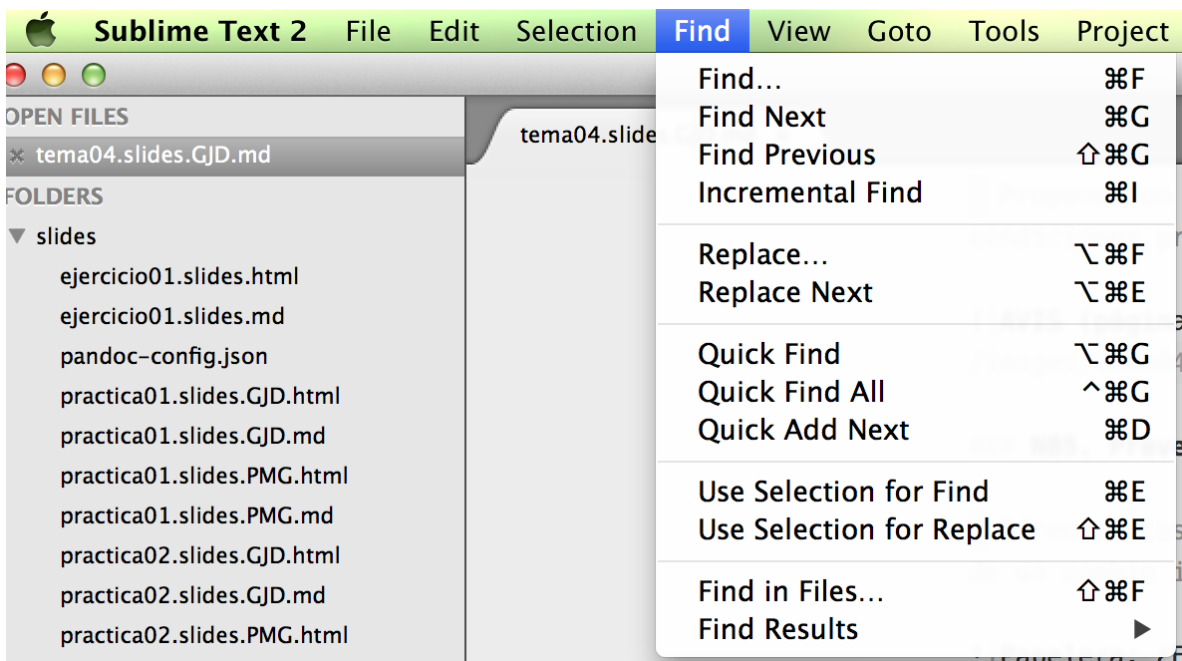 Sublime Text 2 File Edit Selection Find View Goto Tools Project
OPEN FILES
tema04.slides.GJD.md
FOLDERS
slides
ejercicio01.slides.html
ejercicio01.slides.md
pandoc-config.json
practica01.slides.GJD.html
practica01.slides.GJD.md
practica01.slides.PMG.html
practica01.slides.PMG.md
practica02.slides.GJD.html
practica02.slides.GJD.md
practica02.slides.PMG.html
tema04.slide
Find... ⌘F
Find Next ⌘G
Find Previous ⇧⌘G
Incremental Find ⌘I
Replace... ⌥⌘F
Replace Next ⌥⌘E
Quick Find ⌥⌘G
Quick Find All ^⌘G
Quick Add Next ⌘D
Use Selection for Find ⌘E
Use Selection for Replace ⇧⌘E
Find in Files... ⇧⌘F
Find Results ▶